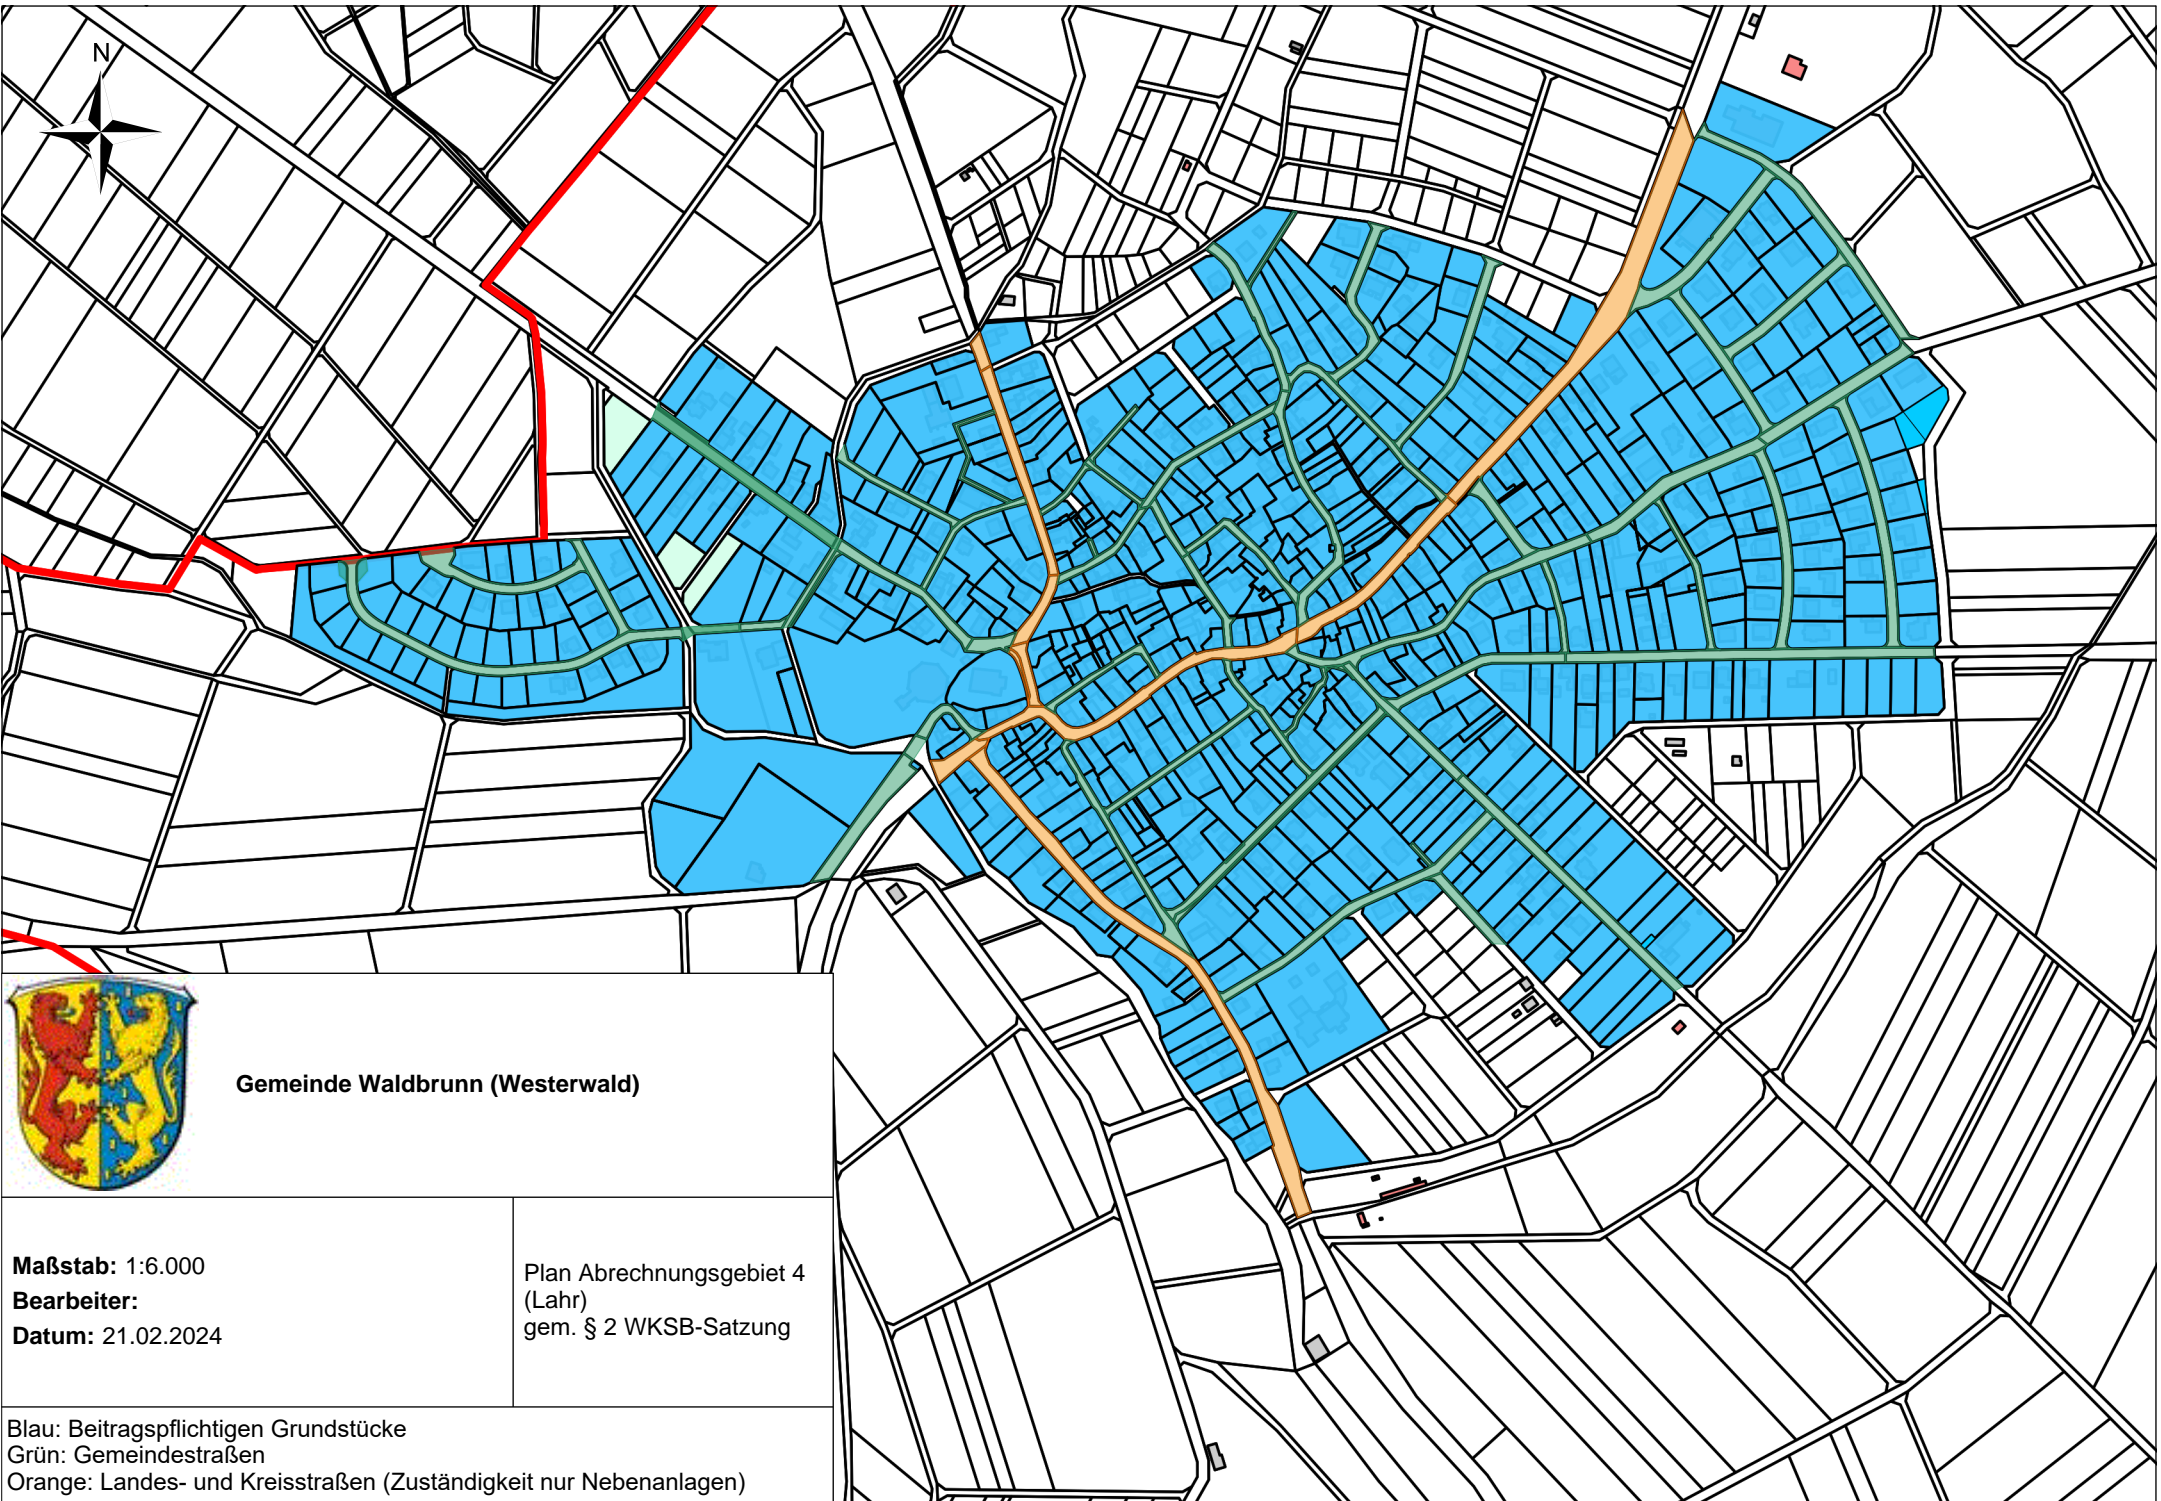 N
Gemeinde Waldbrunn (Westerwald)
Maßstab: 1:6.000
Bearbeiter:
Datum: 21.02.2024
Plan Abrechnungsgebiet 4
(Lahr)
gem. § 2 WKSB-Satzung
Blau: Beitragspflichtigen Grundstücke
Grün: Gemeindestraßen
Orange: Landes- und Kreisstraßen (Zuständigkeit nur Nebenanlagen)